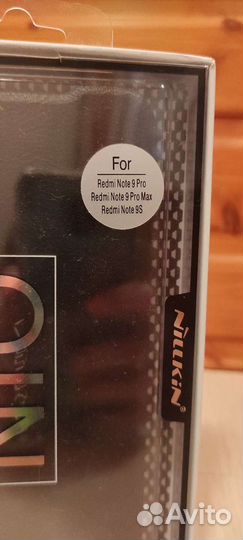 For
Redmi Note 9 Pro
Redmi Note 9 Pro Max
Redmi Note 9S
NILLKIN®
Avito